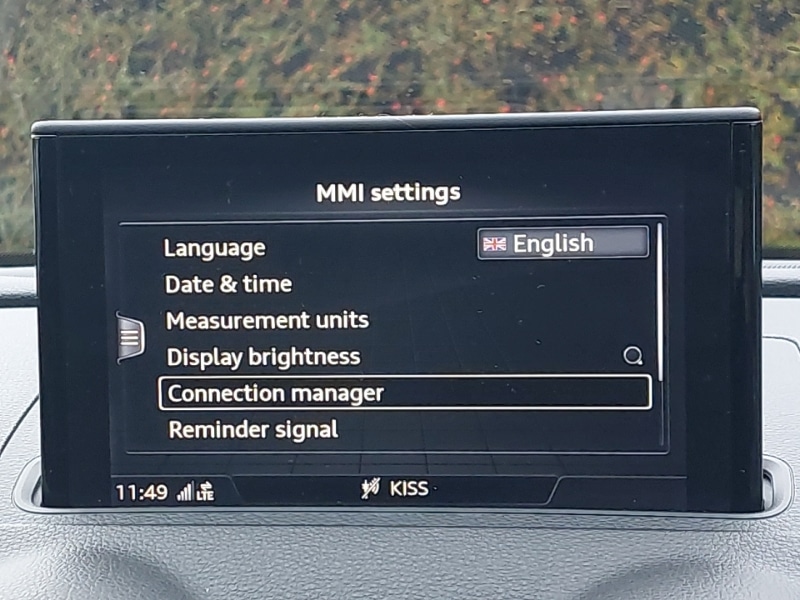 MMI settings
Language English
Date & time
Measurement units
Display brightness
Connection manager
Reminder signal
11:49 LTE KISS